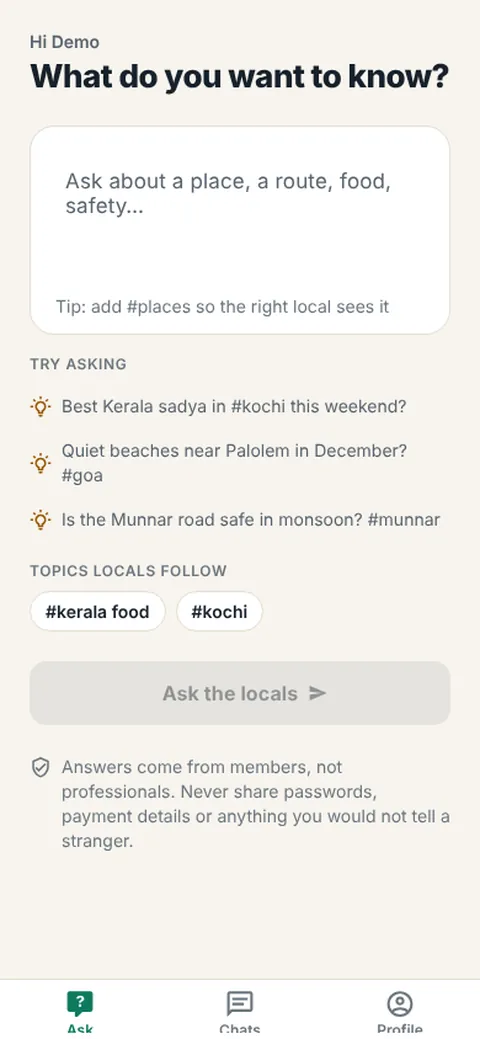 Hi Demo
What do you want to know?
Ask about a place, a route, food,
safety...
Tip: add #places so the right local sees it
TRY ASKING
Best Kerala sadya in #kochi this weekend?
Quiet beaches near Palolem in December?
#goa
Is the Munnar road safe in monsoon? #munnar
TOPICS LOCALS FOLLOW
#kerala food #kochi
Ask the locals
Answers come from members, not
professionals. Never share passwords,
payment details or anything you would not tell a
stranger.
?
Ask Chats Profile